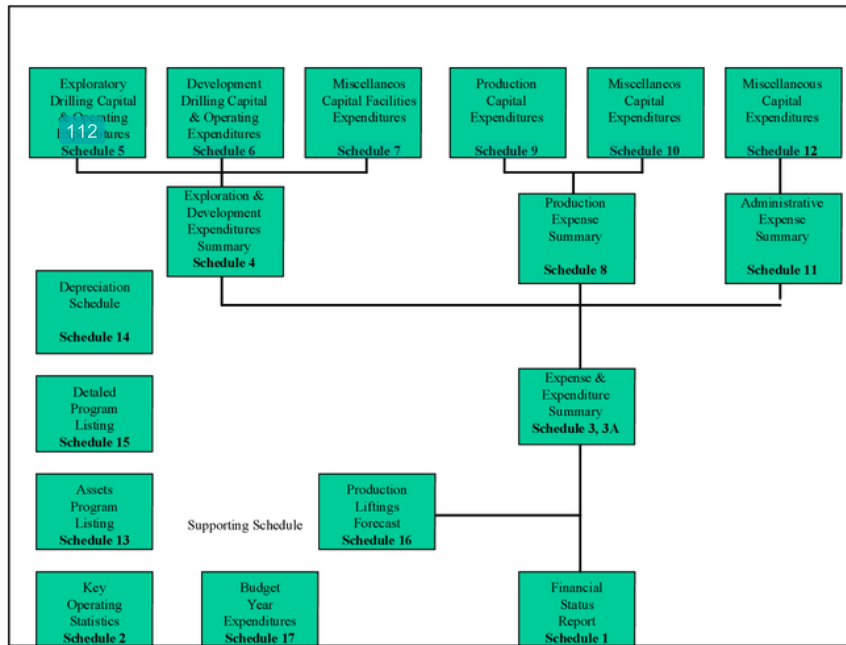 Exploratory
Drilling Capital
& Operating
112
Schedule 5
Development
Drilling Capital
& Operating
Expenditures
Schedule 6
Miscellaneos
Capital Facilities
Expenditures
Schedule 7
Production
Capital
Expenditures
Schedule 9
Miscellaneos
Capital
Expenditures
Schedule 10
Miscellaneous
Capital
Expenditures
Schedule 12
Exploration &
Development
Expenditures
Summary
Schedule 4
Production
Expense
Summary
Schedule 8
Administrative
Expense
Summary
Schedule 11
Depreciation
Schedule
Schedule 14
Expense &
Expenditure
Summary
Schedule 3, 3A
Detaled
Program
Listing
Schedule 15
Assets
Program
Listing
Schedule 13
Supporting Schedule
Production
Liftings
Forecast
Schedule 16
Key
Operating
Statistics
Schedule 2
Budget
Year
Expenditures
Schedule 17
Financial
Status
Report
Schedule 1